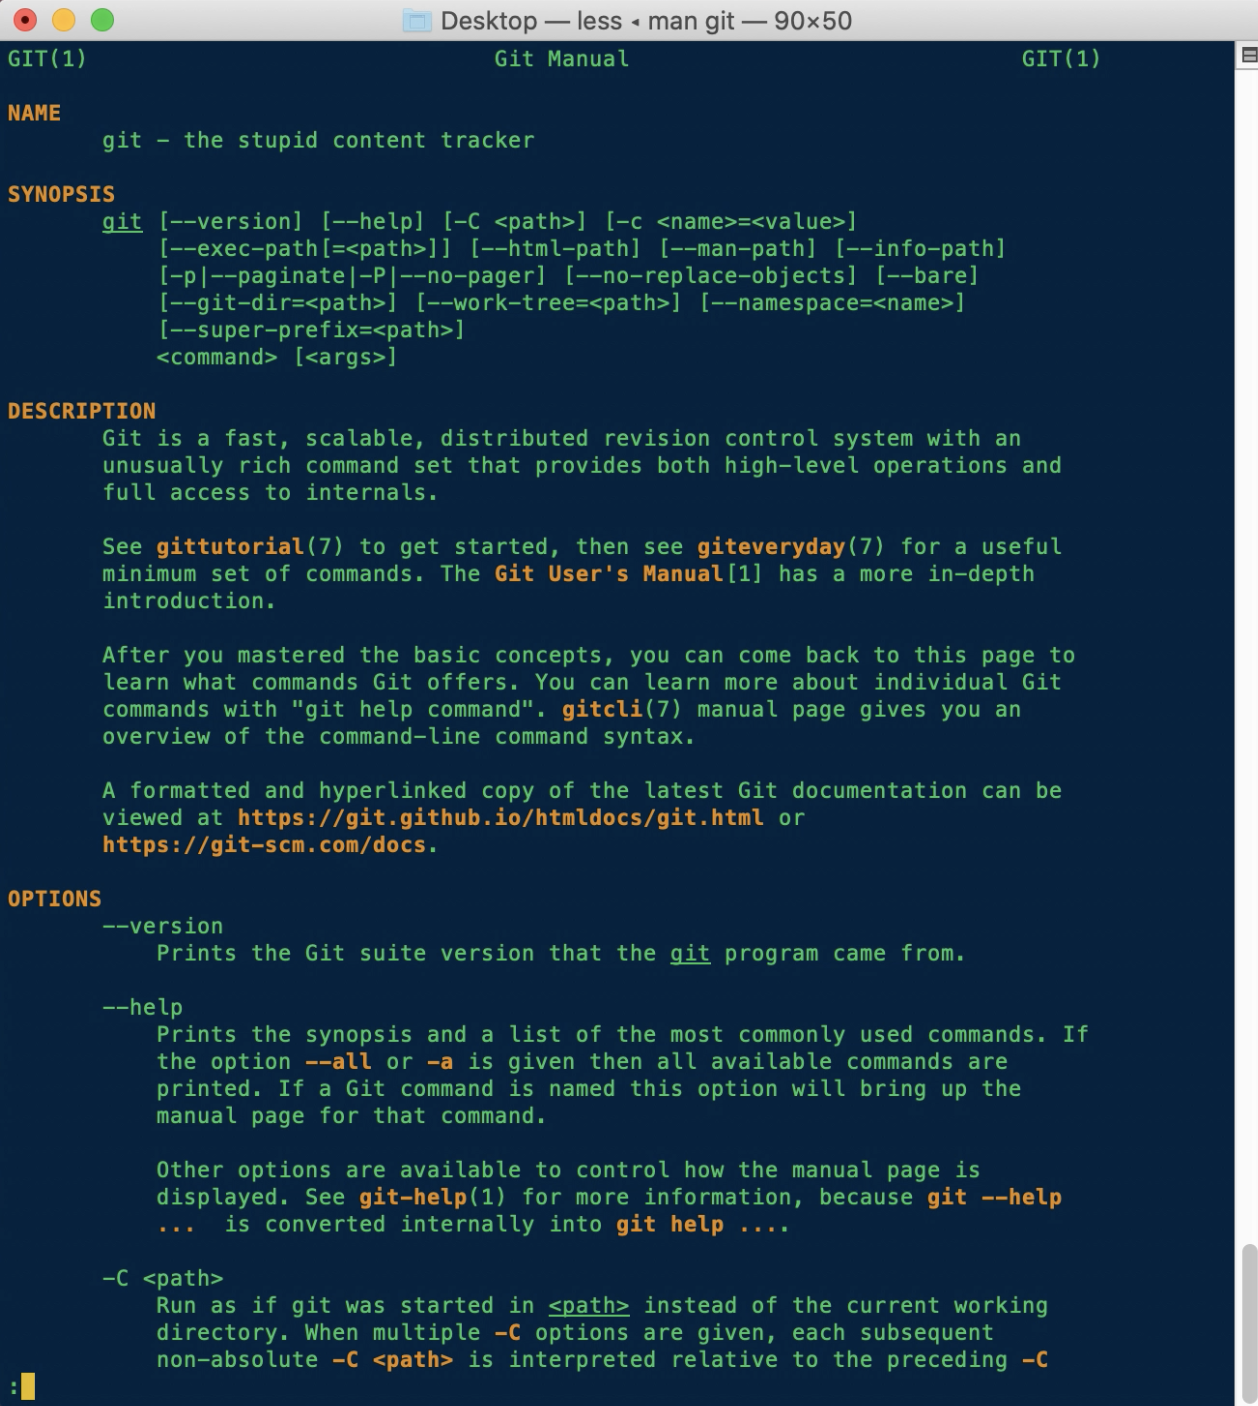 Desktop — less ◂ man git — 90×50
GIT(1) Git Manual GIT(1)
NAME
git - the stupid content tracker
SYNOPSIS
git [--version] [--help] [-C <path>] [-c <name>=<value>]
[--exec-path[=<path>]] [--html-path] [--man-path] [--info-path]
[-p|--paginate|-P|--no-pager] [--no-replace-objects] [--bare]
[--git-dir=<path>] [--work-tree=<path>] [--namespace=<name>]
[--super-prefix=<path>]
<command> [<args>]
DESCRIPTION
Git is a fast, scalable, distributed revision control system with an
unusually rich command set that provides both high-level operations and
full access to internals.
See gittutorial(7) to get started, then see giteveryday(7) for a useful
minimum set of commands. The Git User's Manual[1] has a more in-depth
introduction.
After you mastered the basic concepts, you can come back to this page to
learn what commands Git offers. You can learn more about individual Git
commands with "git help command". gitcli(7) manual page gives you an
overview of the command-line command syntax.
A formatted and hyperlinked copy of the latest Git documentation can be
viewed at https://git.github.io/htmldocs/git.html or
https://git-scm.com/docs.
OPTIONS
--version
Prints the Git suite version that the git program came from.
--help
Prints the synopsis and a list of the most commonly used commands. If
the option --all or -a is given then all available commands are
printed. If a Git command is named this option will bring up the
manual page for that command.
Other options are available to control how the manual page is
displayed. See git-help(1) for more information, because git --help
... is converted internally into git help ....
-C <path>
Run as if git was started in <path> instead of the current working
directory. When multiple -C options are given, each subsequent
non-absolute -C <path> is interpreted relative to the preceding -C
: